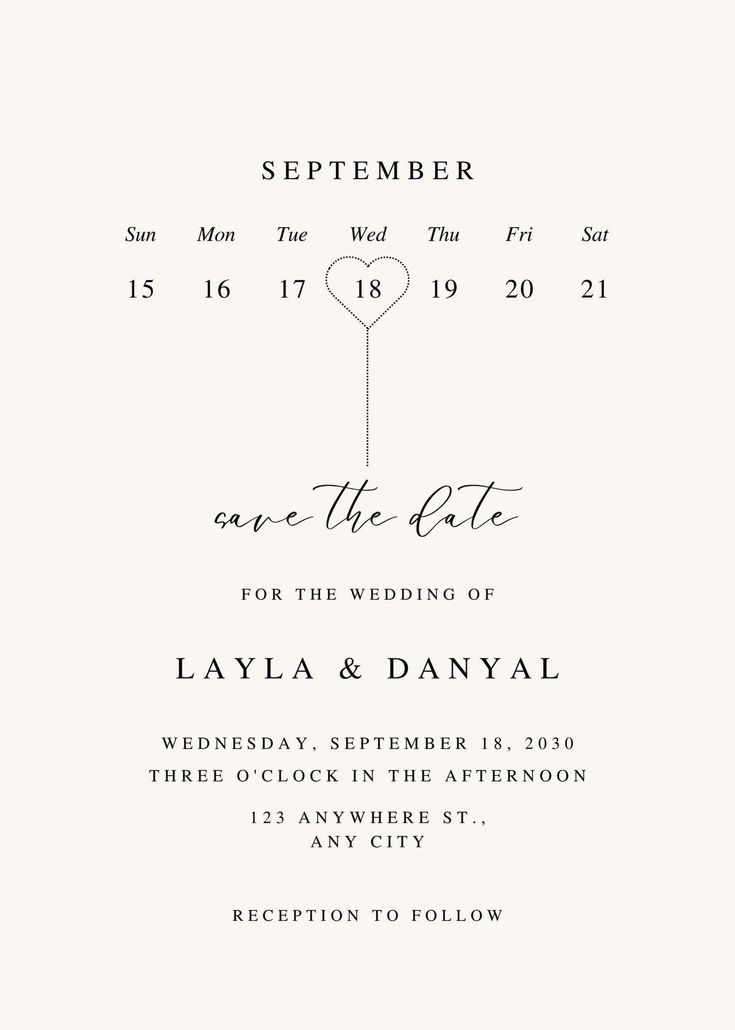 SEPTEMBER
Sun Mon Tue Wed Thu Fri Sat
15 16 17 18 19 20 21
save the date
FOR THE WEDDING OF
LAYLA & DANYAL
WEDNESDAY, SEPTEMBER 18, 2030
THREE O'CLOCK IN THE AFTERNOON
123 ANYWHERE ST.,
ANY CITY
RECEPTION TO FOLLOW